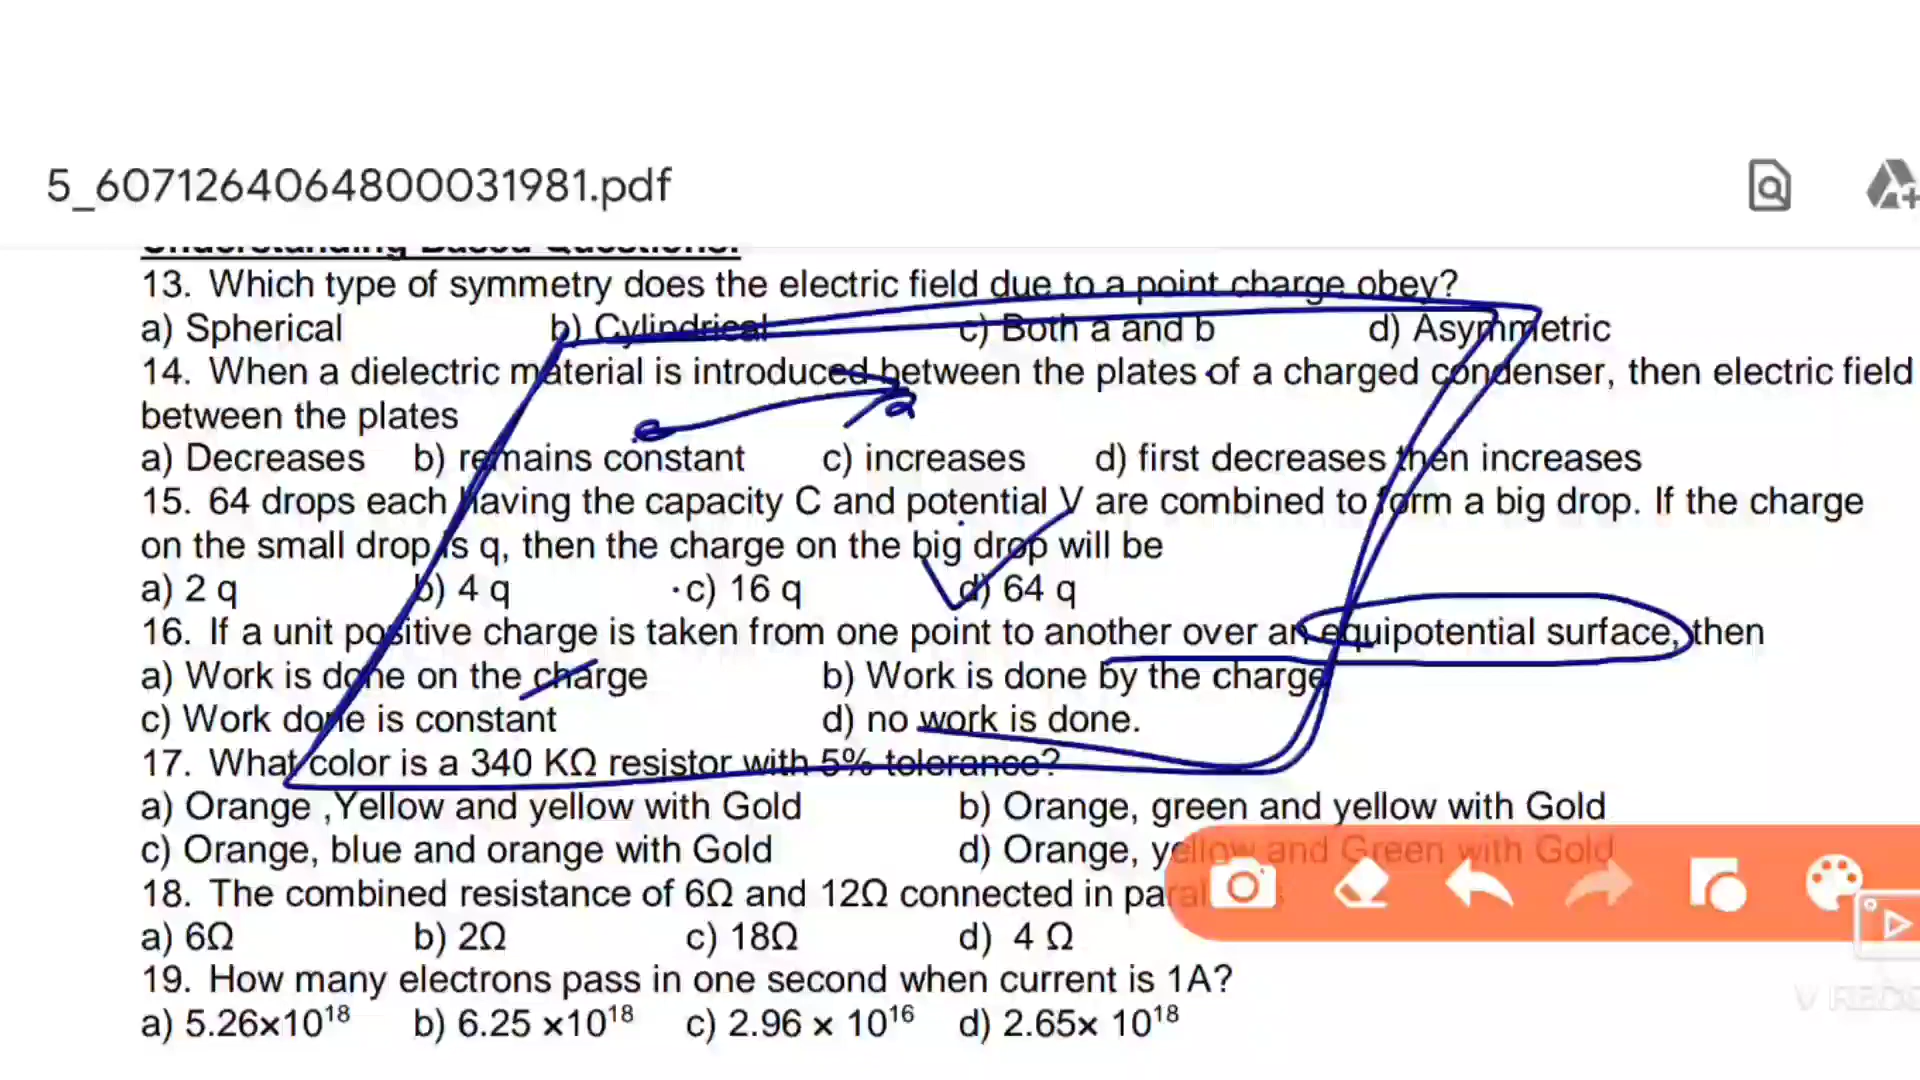 5_6071264064800031981.pdf
Understanding Based Questions:
13. Which type of symmetry does the electric field due to a point charge obey?
a) Spherical b) Cylindrical c) Both a and b d) Asymmetric
14. When a dielectric material is introduced between the plates of a charged condenser, then electric field
between the plates
a) Decreases b) remains constant c) increases d) first decreases then increases
15. 64 drops each having the capacity C and potential V are combined to form a big drop. If the charge
on the small drop is q, then the charge on the big drop will be
a) 2 q b) 4 q c) 16 q d) 64 q
16. If a unit positive charge is taken from one point to another over an equipotential surface, then
a) Work is done on the charge b) Work is done by the charge
c) Work done is constant d) no work is done.
17. What color is a 340 KΩ resistor with 5% tolerance?
a) Orange ,Yellow and yellow with Gold b) Orange, green and yellow with Gold
c) Orange, blue and orange with Gold d) Orange, yellow and Green with Gold
18. The combined resistance of 6Ω and 12Ω connected in
a) 6Ω b) 2Ω c) 18Ω d) 4 Ω
19. How many electrons pass in one second when current is 1A?
a) 5.26×10¹⁸ b) 6.25 ×10¹⁸ c) 2.96 × 10¹⁶ d) 2.65× 10¹⁸